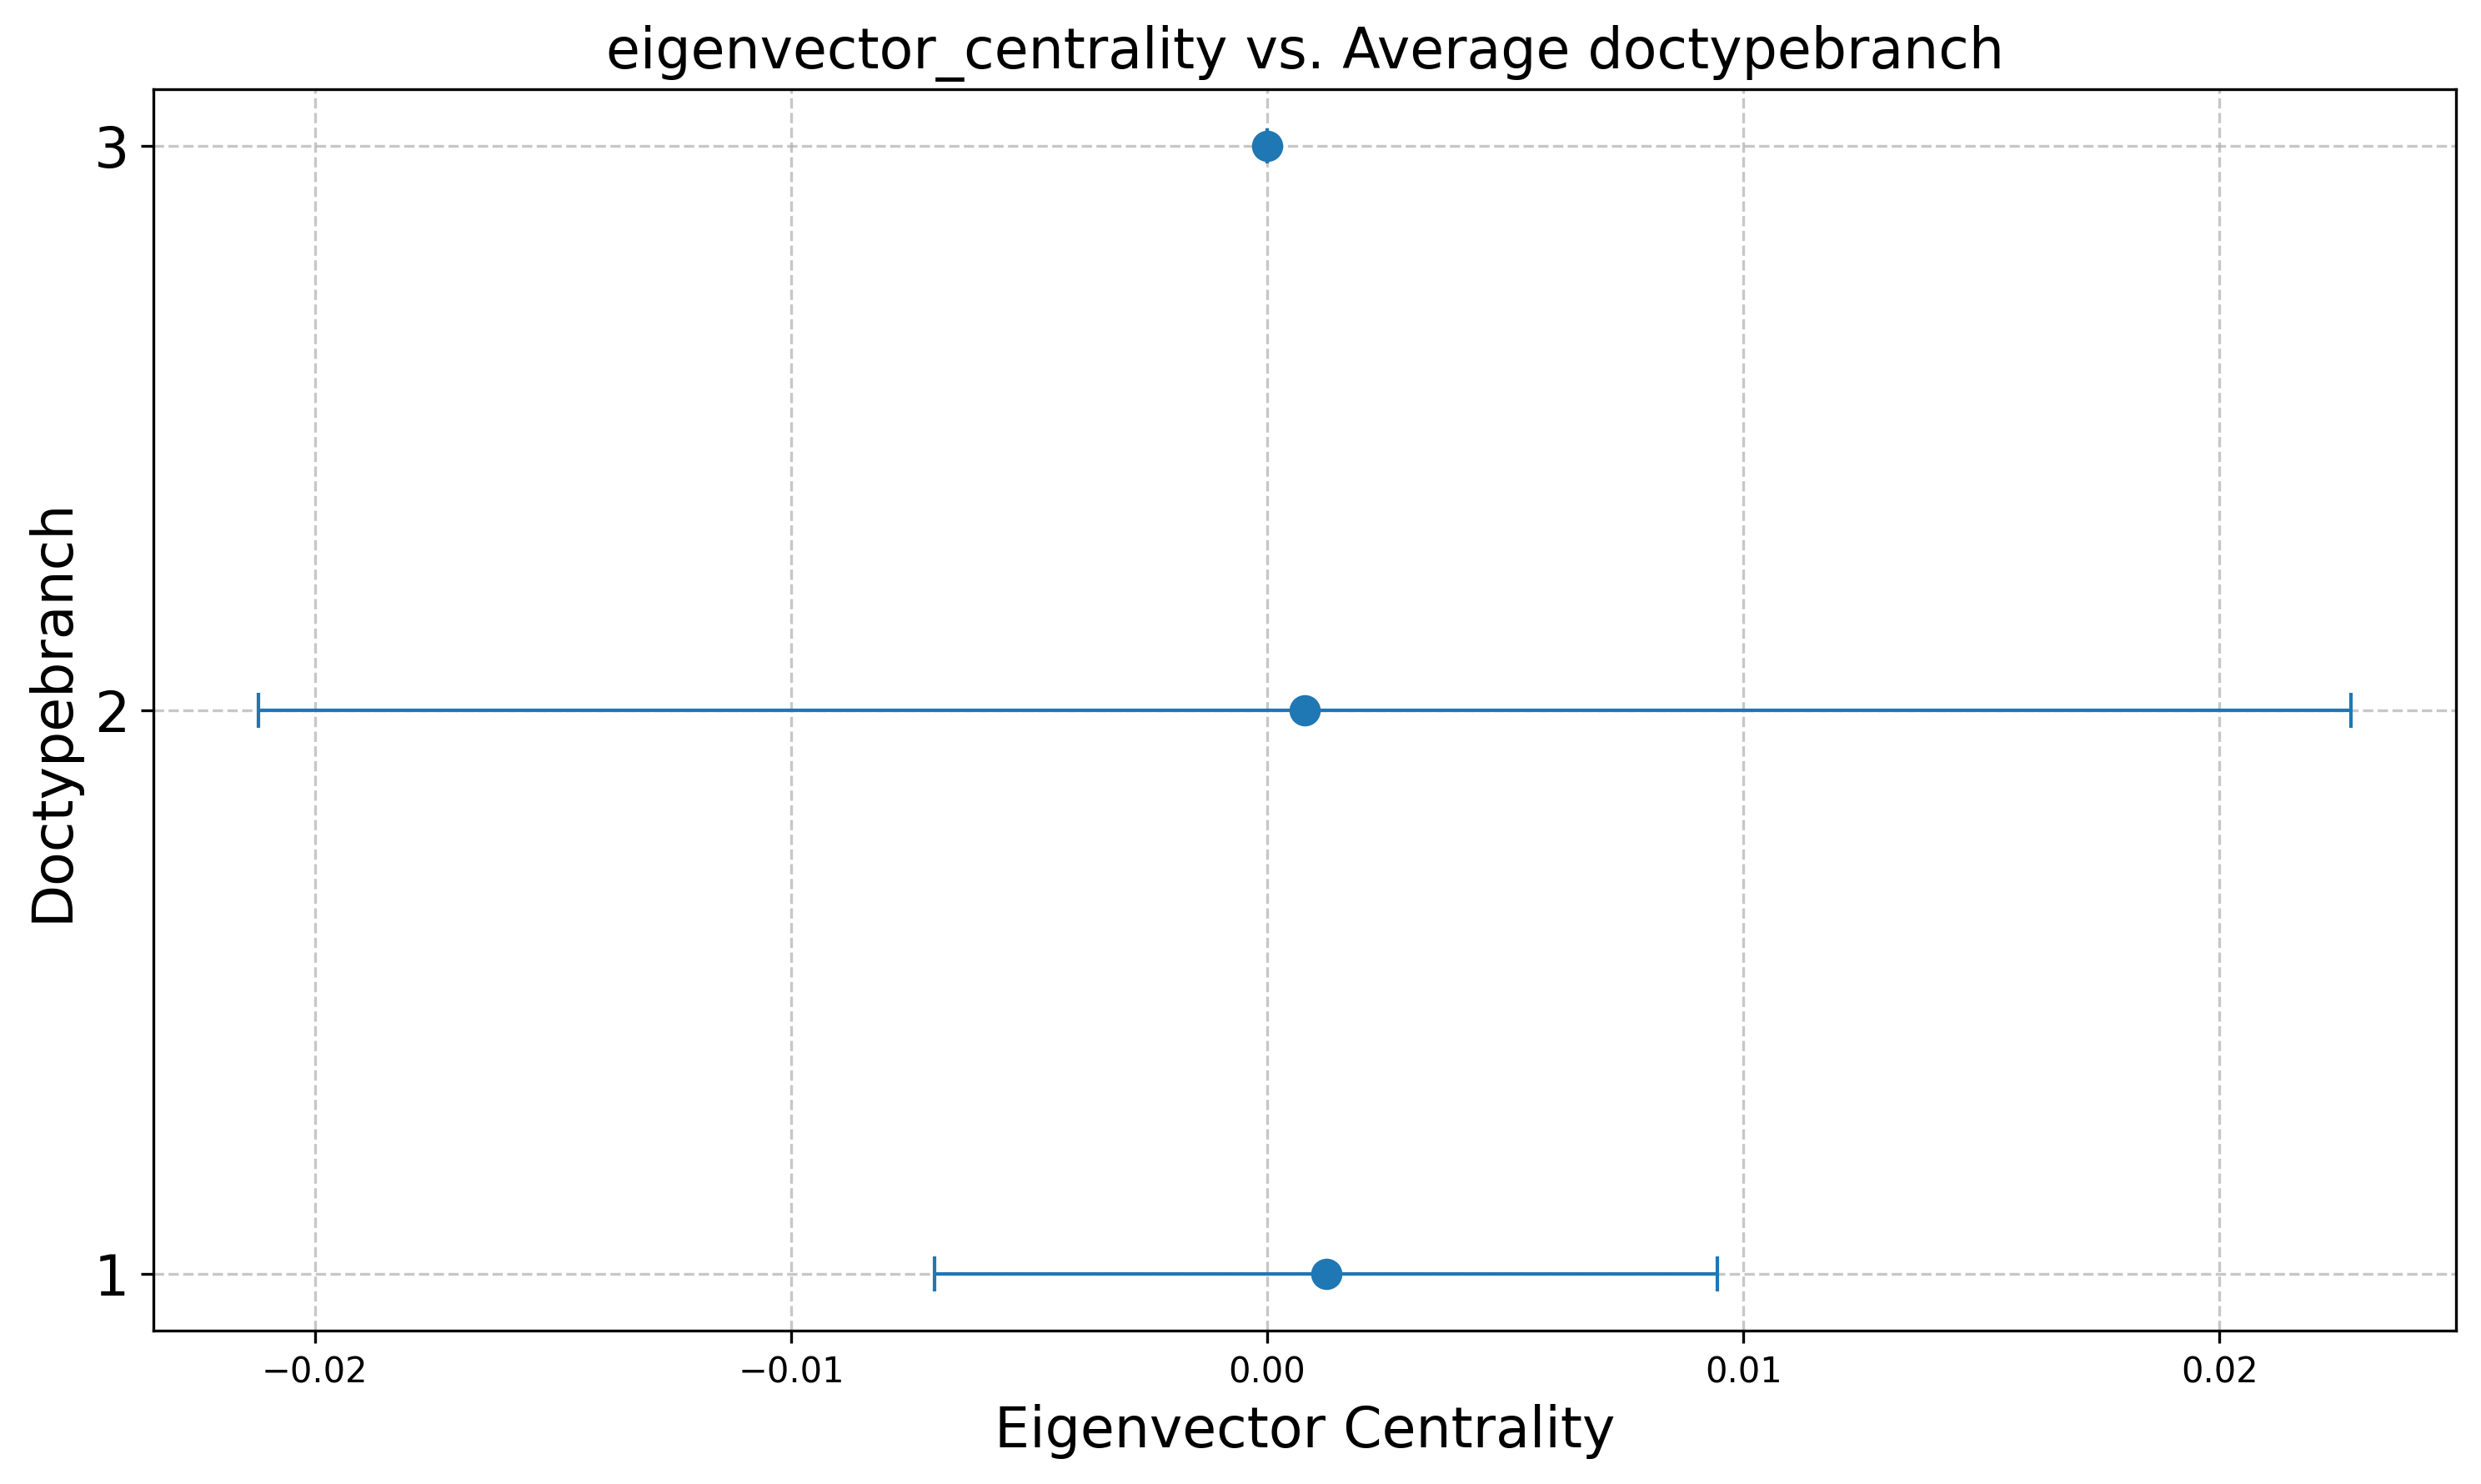 eigenvector_centrality vs. Average doctypebranch
3
2
1
Doctypebranch
−0.02
−0.01
0.00
0.01
0.02
Eigenvector Centrality